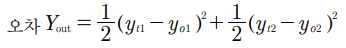 오차 Y_out = 1/2 (y_t1 − y_o1)² + 1/2 (y_t2 − y_o2)²